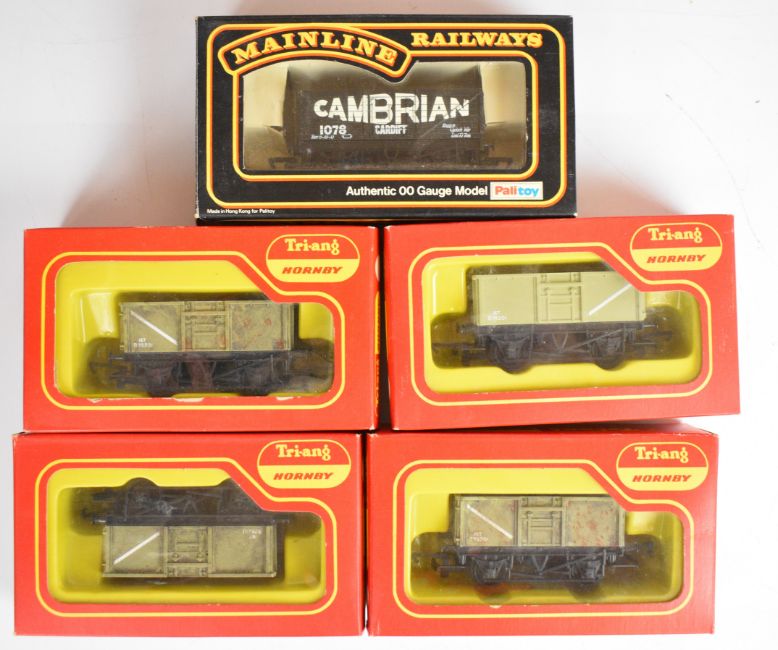 MAINLINE RAILWAYS
CAMBRIAN
1078 CARDIFF
Authentic 00 Gauge Model Palitoy
Made in Hong Kong for Palitoy
Tri-ang
HORNBY
Tri-ang
HORNBY
Tri-ang
HORNBY
Tri-ang
HORNBY